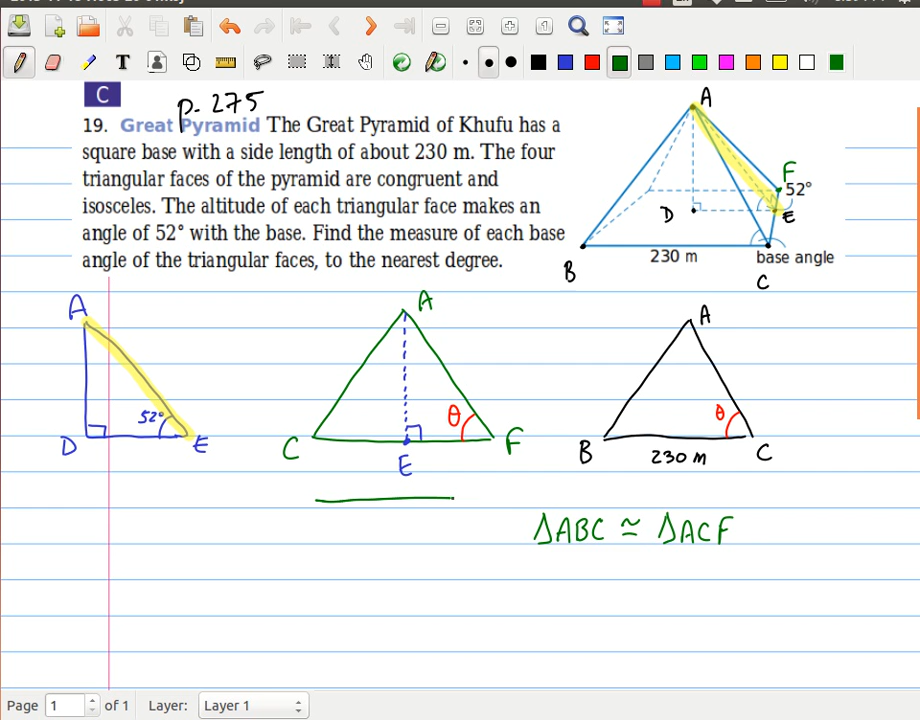 C
p. 275
19. Great Pyramid The Great Pyramid of Khufu has a
square base with a side length of about 230 m. The four
triangular faces of the pyramid are congruent and
isosceles. The altitude of each triangular face makes an
angle of 52° with the base. Find the measure of each base
angle of the triangular faces, to the nearest degree.
A
F
52°
D
E
B
230 m
base angle
C
A
52°
D
E
A
θ
C
E
F
A
θ
B
230 m
C
ΔABC ≅ ΔACF
Page 1 of 1 Layer: Layer 1